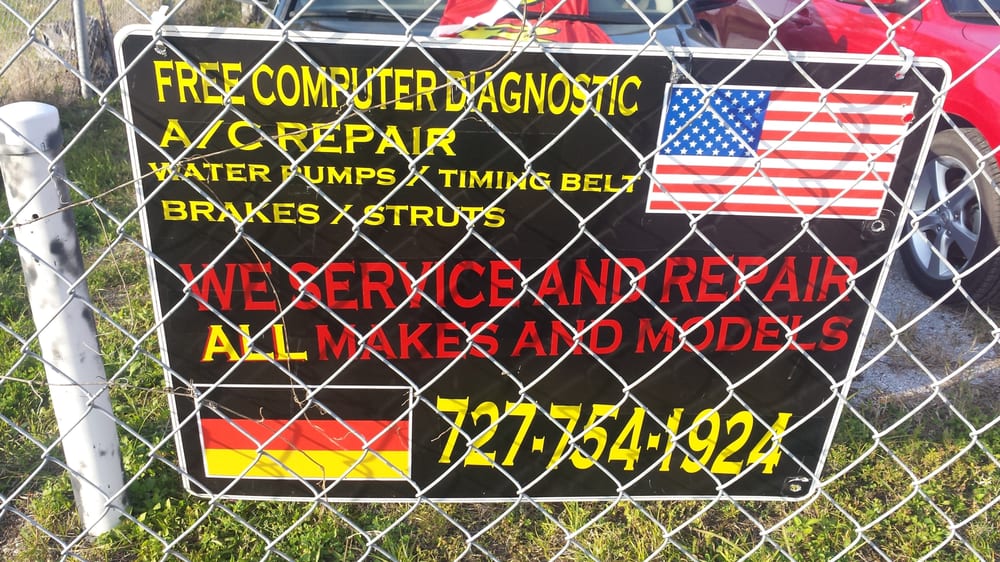 FREE COMPUTER DIAGNOSTIC
A/C REPAIR
WATER PUMPS / TIMING BELT
BRAKES / STRUTS
WE SERVICE AND REPAIR
ALL MAKES AND MODELS
727-754-1924